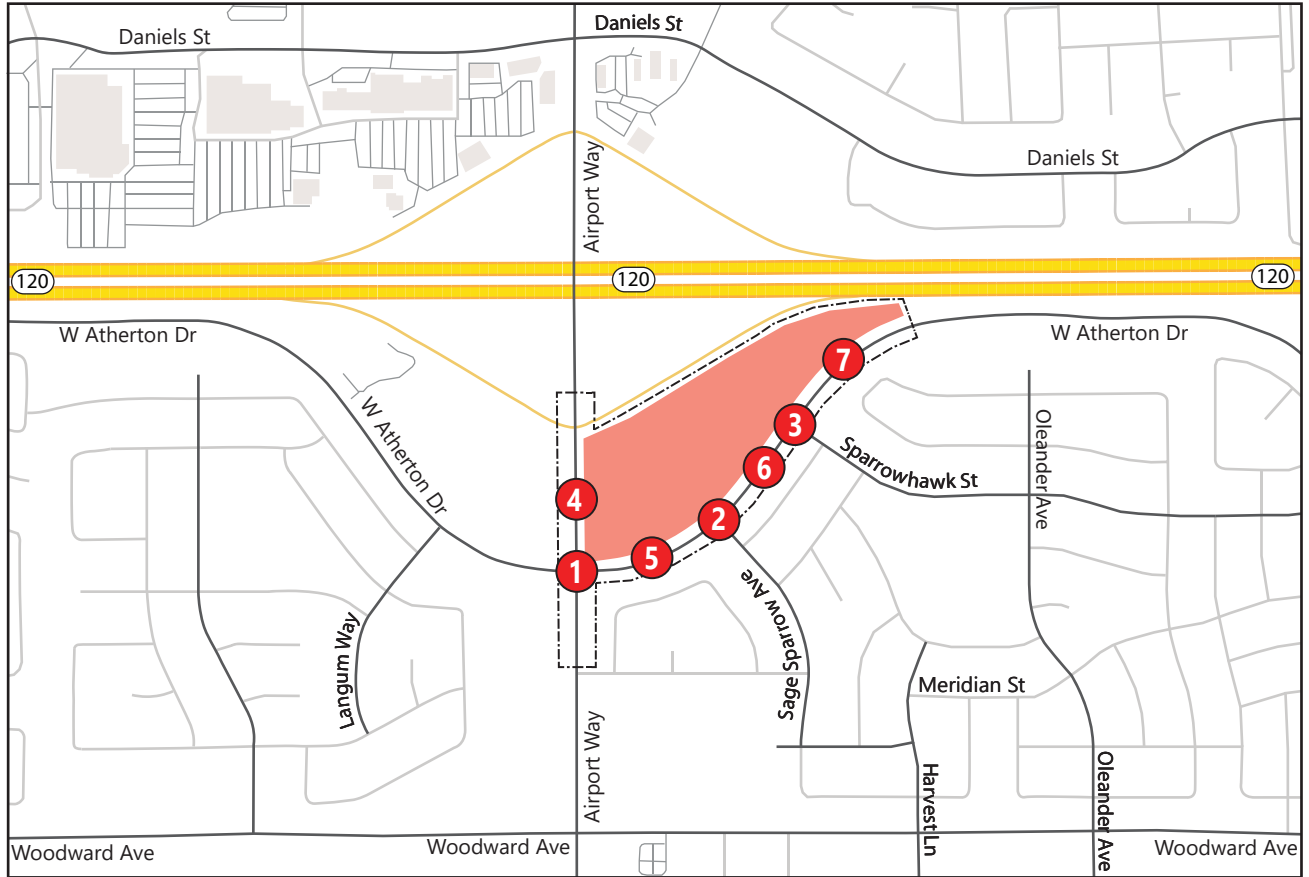 Daniels St
Daniels St
Daniels St
Airport Way
120
120
120
W Atherton Dr
W Atherton Dr
W Atherton Dr
7
3
Oleander Ave
Sparrowhawk St
6
4
2
5
1
Sage Sparrow Ave
Langum Way
Meridian St
Airport Way
Harvest Ln
Oleander Ave
Woodward Ave
Woodward Ave
Woodward Ave